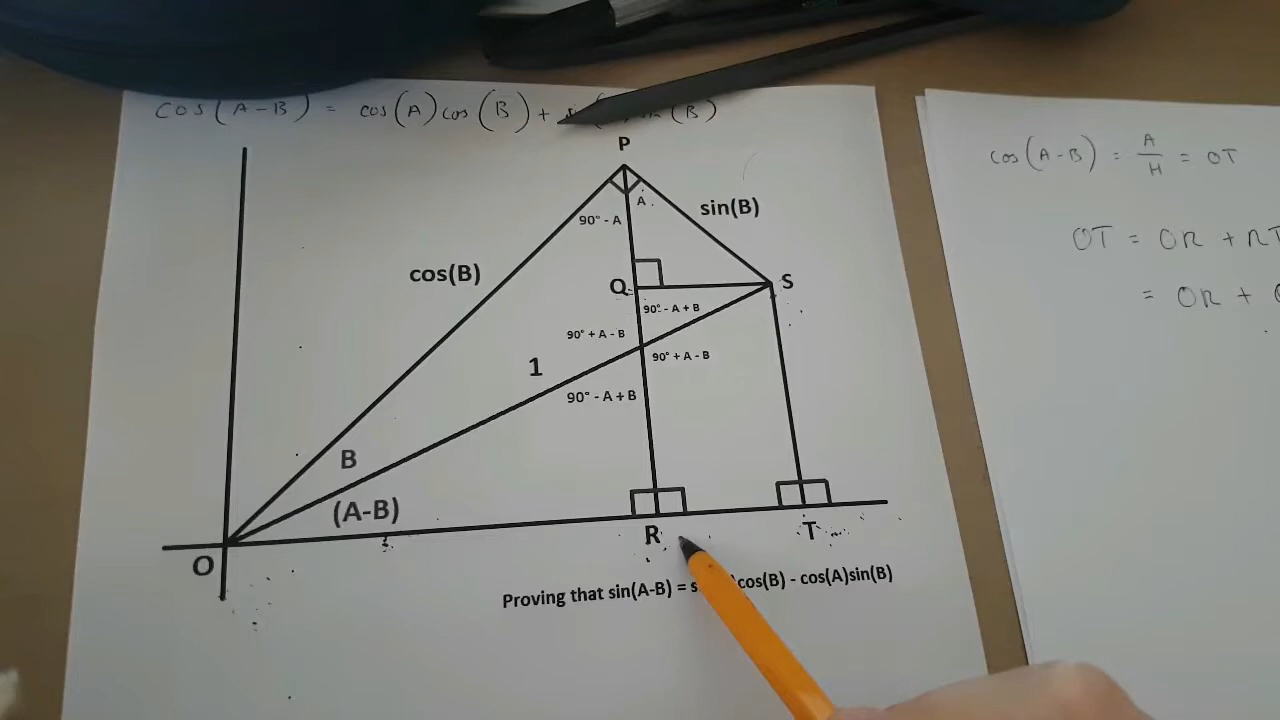 cos(A-B) = cos(A)cos(B) + (B)
P
A.
90° - A
sin(B)
cos(B)
Q
S
90° - A + B
90° + A - B
90° + A - B
1
90° - A + B
B
(A-B)
O
R
T
Proving that sin(A-B) = cos(B) - cos(A)sin(B)
cos(A-B) = A/H = OT
OT = OR + RT
= OR +